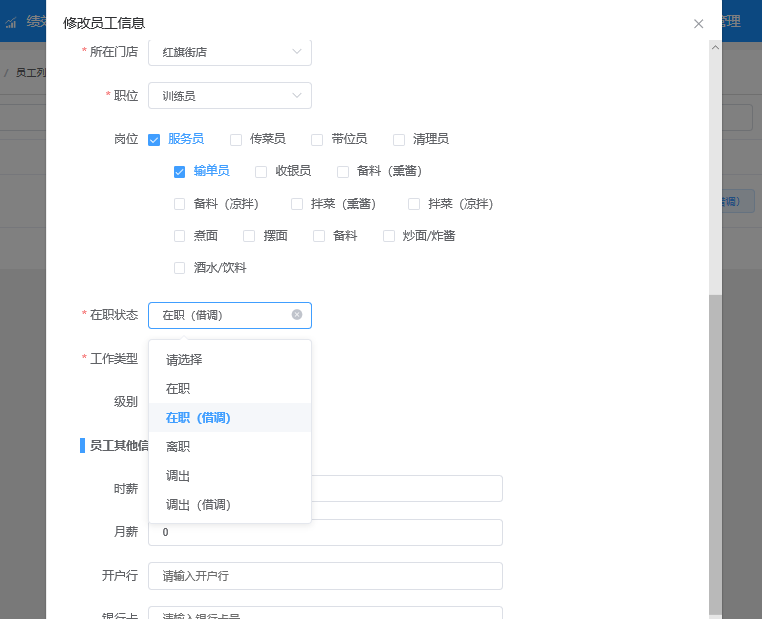 绩效
管理
修改员工信息
/ 员工列
* 所在门店 红旗街店
* 职位 训练员
岗位 服务员 传菜员 带位员 清理员
输单员 收银员 备料（熏酱）
备料（凉拌） 拌菜（熏酱） 拌菜（凉拌）
煮面 摆面 备料 炒面/炸酱
酒水/饮料
借调）
* 在职状态 在职（借调）
* 工作类型
请选择
在职
级别
在职（借调）
员工其他信
离职
时薪
调出
调出（借调）
月薪 0
开户行 请输入开户行
银行卡 请输入银行卡号